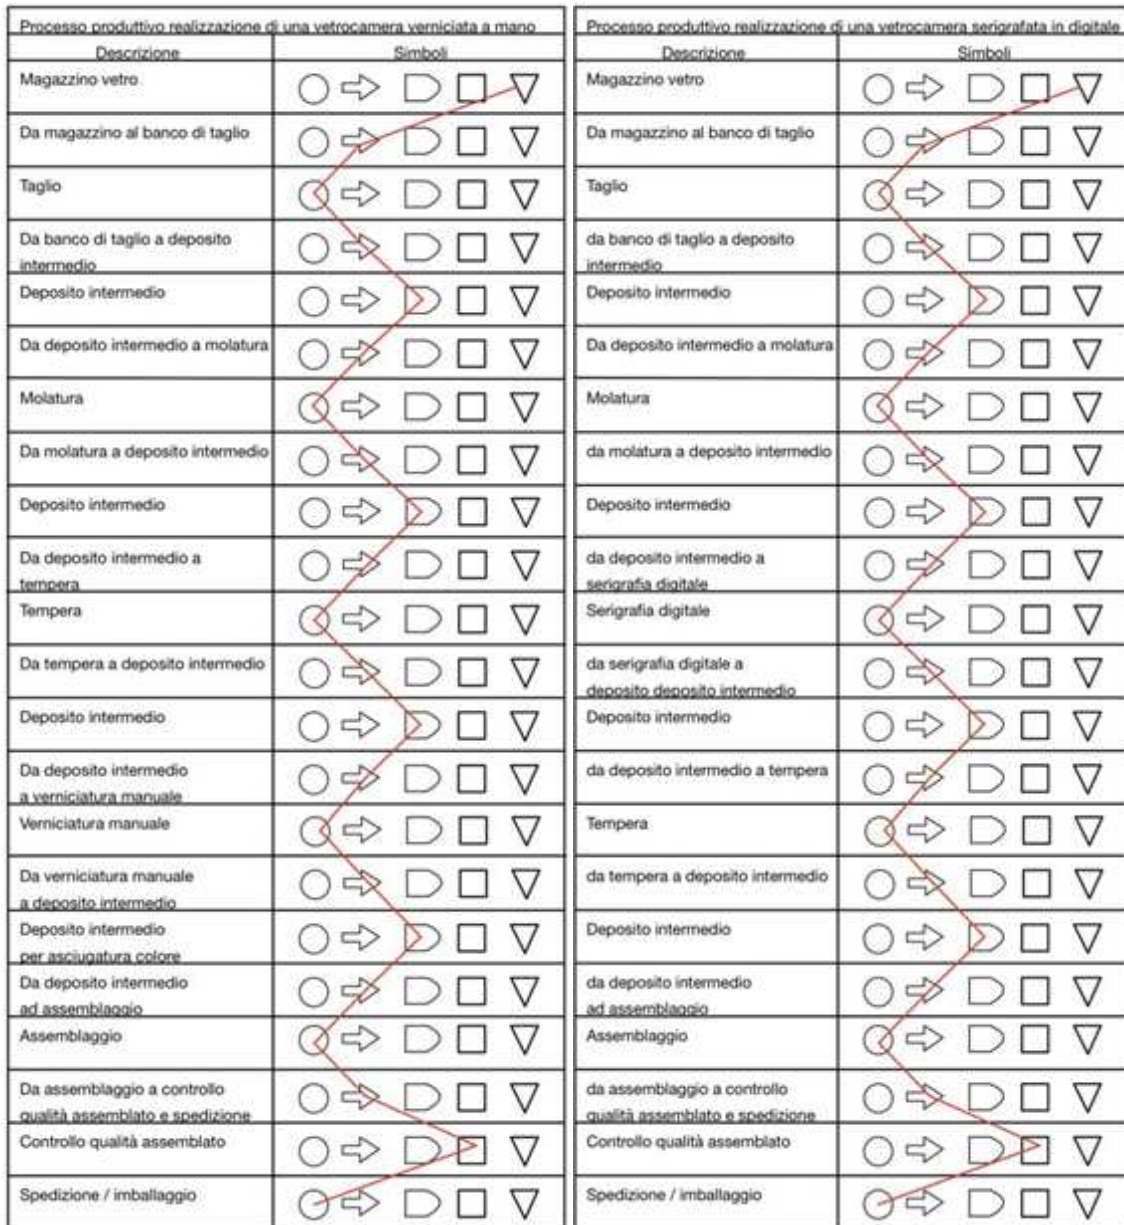 Processo produttivo realizzazione di una vetrocamera verniciata a mano
Descrizione Simboli
Magazzino vetro
Da magazzino al banco di taglio
Taglio
Da banco di taglio a deposito
intermedio
Deposito intermedio
Da deposito intermedio a molatura
Molatura
Da molatura a deposito intermedio
Deposito intermedio
Da deposito intermedio a
tempera
Tempera
Da tempera a deposito intermedio
Deposito intermedio
Da deposito intermedio
a verniciatura manuale
Verniciatura manuale
Da verniciatura manuale
a deposito intermedio
Deposito intermedio
per asciugatura colore
Da deposito intermedio
ad assemblaggio
Assemblaggio
Da assemblaggio a controllo
qualità assemblato e spedizione
Controllo qualità assemblato
Spedizione / imballaggio
Processo produttivo realizzazione di una vetrocamera serigrafata in digitale
Descrizione Simboli
Magazzino vetro
Da magazzino al banco di taglio
Taglio
da banco di taglio a deposito
intermedio
Deposito intermedio
Da deposito intermedio a molatura
Molatura
da molatura a deposito intermedio
Deposito intermedio
da deposito intermedio a
serigrafia digitale
Serigrafia digitale
da serigrafia digitale a
deposito deposito intermedio
Deposito intermedio
da deposito intermedio a tempera
Tempera
da tempera a deposito intermedio
Deposito intermedio
da deposito intermedio
ad assemblaggio
Assemblaggio
da assemblaggio a controllo
qualità assemblato e spedizione
Controllo qualità assemblato
Spedizione / imballaggio